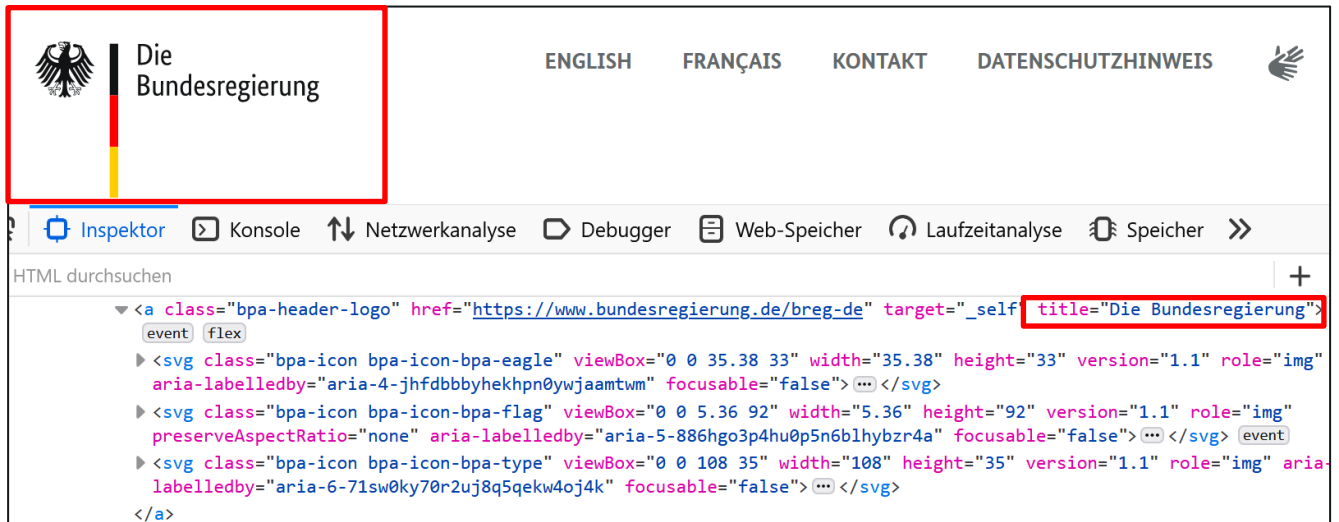 Die
Bundesregierung
ENGLISH FRANÇAIS KONTAKT DATENSCHUTZHINWEIS
Inspektor Konsole Netzwerkanalyse Debugger Web-Speicher Laufzeitanalyse Speicher
HTML durchsuchen +
<a class="bpa-header-logo" href="https://www.bundesregierung.de/breg-de" target="_self" title="Die Bundesregierung">
event flex
<svg class="bpa-icon bpa-icon-bpa-eagle" viewBox="0 0 35.38 33" width="35.38" height="33" version="1.1" role="img"
aria-labelledby="aria-4-jhfdbbbyhekhpn0ywjaamtwm" focusable="false"> ··· </svg>
<svg class="bpa-icon bpa-icon-bpa-flag" viewBox="0 0 5.36 92" width="5.36" height="92" version="1.1" role="img"
preserveAspectRatio="none" aria-labelledby="aria-5-886hgo3p4hu0p5n6blhybzr4a" focusable="false"> ··· </svg> event
<svg class="bpa-icon bpa-icon-bpa-type" viewBox="0 0 108 35" width="108" height="35" version="1.1" role="img" aria-
labelledby="aria-6-71sw0ky70r2uj8q5qekw4oj4k" focusable="false"> ··· </svg>
</a>